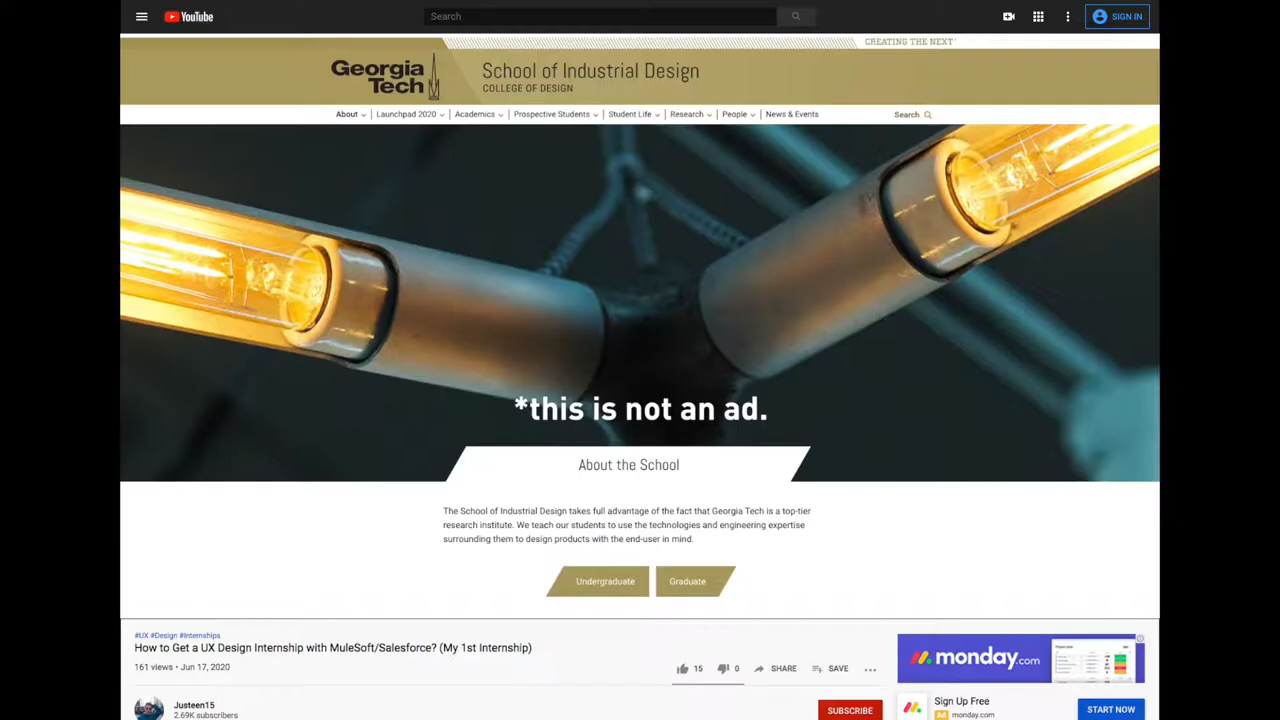 YouTube
Search
SIGN IN
CREATING THE NEXT
Georgia
Tech
School of Industrial Design
COLLEGE OF DESIGN
About | Launchpad 2020 | Academics | Prospective Students | Student Life | Research | People | News & Events
Search
*this is not an ad.
About the School
The School of Industrial Design takes full advantage of the fact that Georgia Tech is a top-tier
research institute. We teach our students to use the technologies and engineering expertise
surrounding them to design products with the end-user in mind.
Undergraduate
Graduate
#UX #Design #Internships
How to Get a UX Design Internship with MuleSoft/Salesforce? (My 1st Internship)
161 views • Jun 17, 2020
15
0
SHARE
SAVE
Justeen15
2.69K subscribers
SUBSCRIBE
monday.com
Sign Up Free
Ad monday.com
START NOW